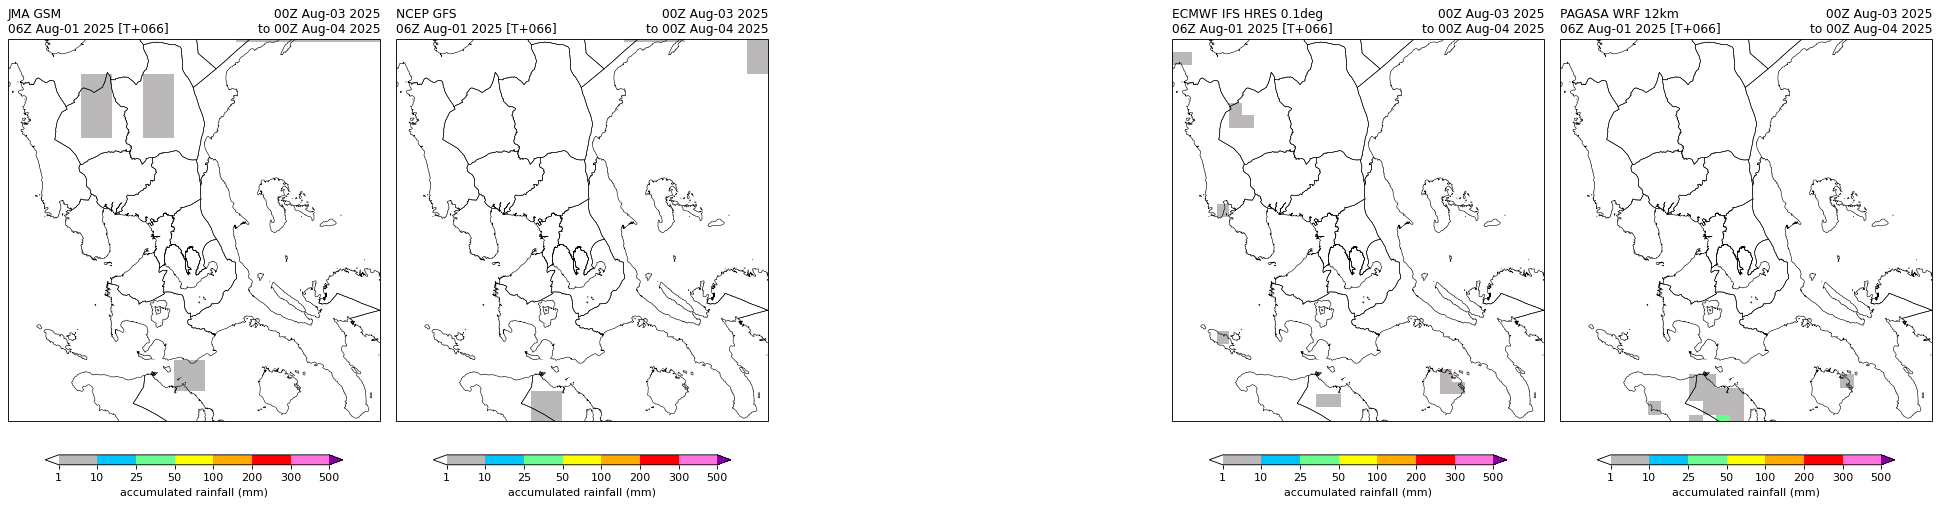 JMA GSM 00Z Aug-03 2025
06Z Aug-01 2025 [T+066] to 00Z Aug-04 2025
NCEP GFS 00Z Aug-03 2025
06Z Aug-01 2025 [T+066] to 00Z Aug-04 2025
ECMWF IFS HRES 0.1deg 00Z Aug-03 2025
06Z Aug-01 2025 [T+066] to 00Z Aug-04 2025
PAGASA WRF 12km 00Z Aug-03 2025
06Z Aug-01 2025 [T+066] to 00Z Aug-04 2025
1 10 25 50 100 200 300 500
accumulated rainfall (mm)
1 10 25 50 100 200 300 500
accumulated rainfall (mm)
1 10 25 50 100 200 300 500
accumulated rainfall (mm)
1 10 25 50 100 200 300 500
accumulated rainfall (mm)